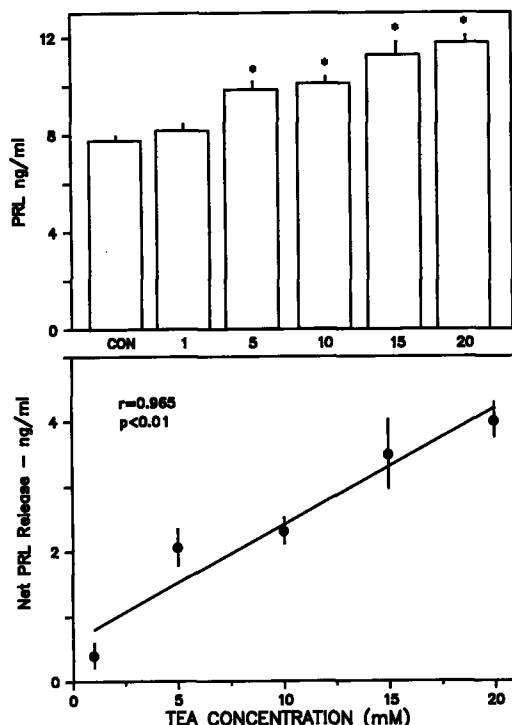 12
*
*
*
*
8
PRL ng/ml
4
0
CON 1 5 10 15 20
r=0.965
p<0.01
4
Net PRL Release – ng/ml
2
0
0 5 10 15 20
TEA CONCENTRATION (mM)